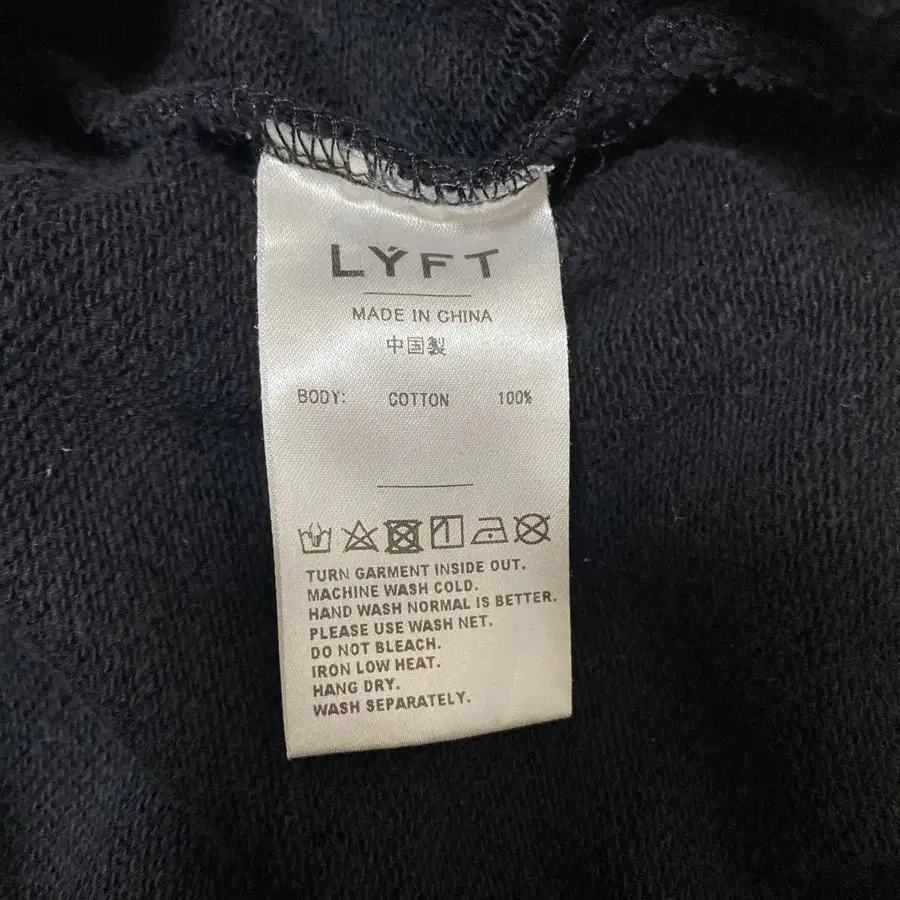 LÝFT
MADE IN CHINA
中国製
BODY: COTTON 100%
TURN GARMENT INSIDE OUT.
MACHINE WASH COLD.
HAND WASH NORMAL IS BETTER.
PLEASE USE WASH NET.
DO NOT BLEACH.
IRON LOW HEAT.
HANG DRY.
WASH SEPARATELY.